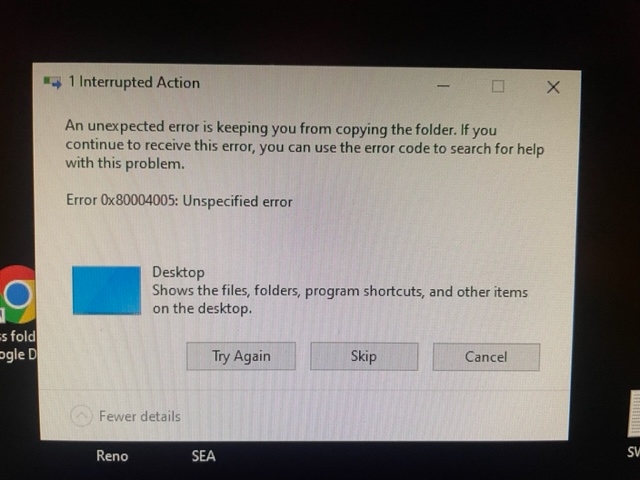 1 Interrupted Action
An unexpected error is keeping you from copying the folder. If you
continue to receive this error, you can use the error code to search for help
with this problem.
Error 0x80004005: Unspecified error
Desktop
Shows the files, folders, program shortcuts, and other items
on the desktop.
Try Again
Skip
Cancel
Fewer details
s fold
ogle D
Reno
SEA
SV